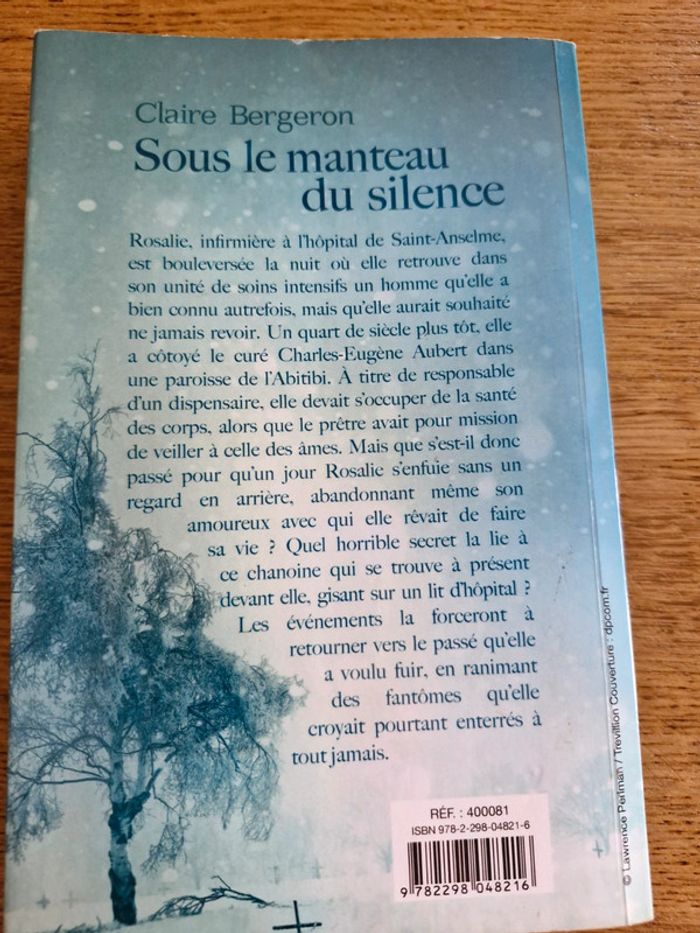 Claire Bergeron
Sous le manteau
du silence
Rosalie, infirmière à l'hôpital de Saint-Anselme,
est bouleversée la nuit où elle retrouve dans
son unité de soins intensifs un homme qu'elle a
bien connu autrefois, mais qu'elle aurait souhaité
ne jamais revoir. Un quart de siècle plus tôt, elle
a côtoyé le curé Charles-Eugène Aubert dans
une paroisse de l'Abitibi. À titre de responsable
d'un dispensaire, elle devait s'occuper de la santé
des corps, alors que le prêtre avait pour mission
de veiller à celle des âmes. Mais que s'est-il donc
passé pour qu'un jour Rosalie s'enfuie sans un
regard en arrière, abandonnant même son
amoureux avec qui elle rêvait de faire
sa vie ? Quel horrible secret la lie à
ce chanoine qui se trouve à présent
devant elle, gisant sur un lit d'hôpital ?
Les événements la forceront à
retourner vers le passé qu'elle
a voulu fuir, en ranimant
des fantômes qu'elle
croyait pourtant enterrés à
tout jamais.
RÉF. : 400081
ISBN 978-2-298-04821-6
9 782298 048216
© Lawrence Perlman / Trevillion Couverture : dpcom.fr